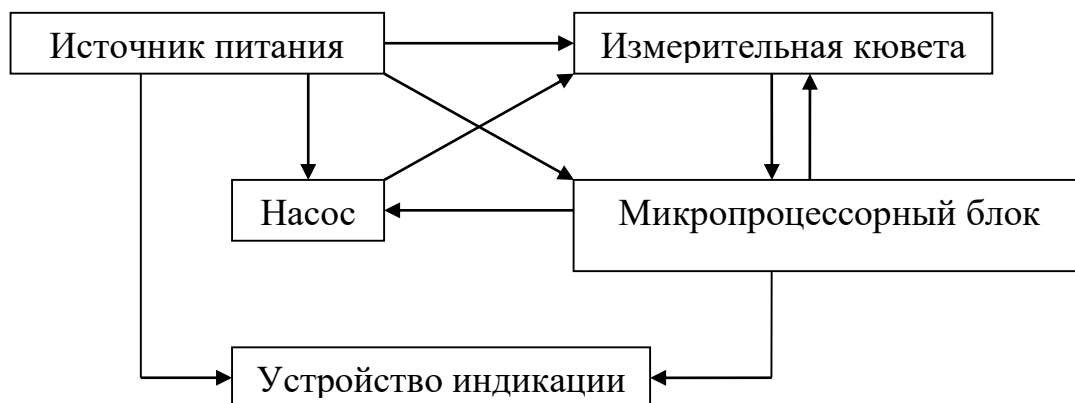 Источник питания
Измерительная кювета
Насос
Микропроцессорный блок
Устройство индикации